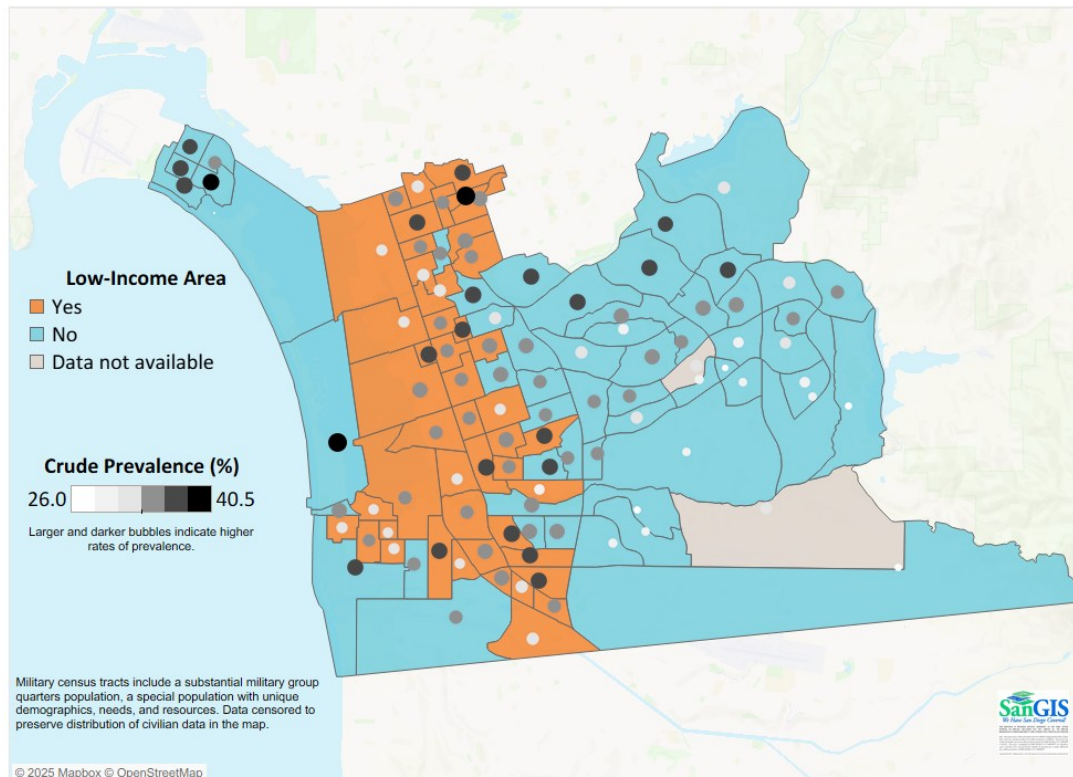 Low-Income Area
Yes
No
Data not available
Crude Prevalence (%)
26.0 40.5
Larger and darker bubbles indicate higher
rates of prevalence.
Military census tracts include a substantial military group
quarters population, a special population with unique
demographics, needs, and resources. Data censored to
preserve distribution of civilian data in the map.
SanGIS
We Have San Diego Covered!
© 2025 Mapbox © OpenStreetMap